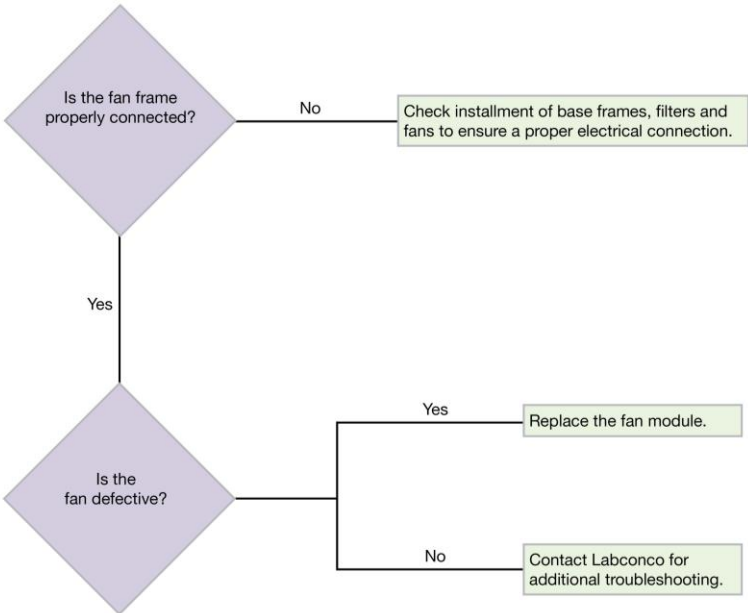 Is the fan frame
properly connected?
No
Check installment of base frames, filters and
fans to ensure a proper electrical connection.
Yes
Is the
fan defective?
Yes
Replace the fan module.
No
Contact Labconco for
additional troubleshooting.